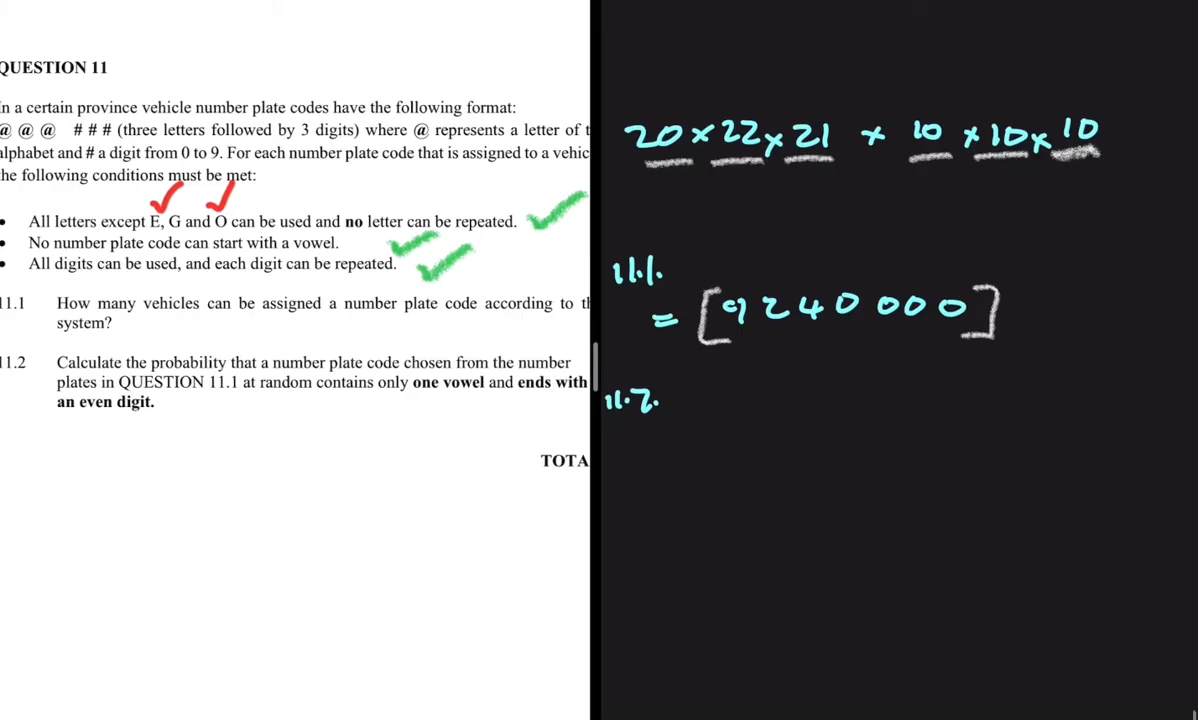 QUESTION 11
In a certain province vehicle number plate codes have the following format:
@ @ @ # # # (three letters followed by 3 digits) where @ represents a letter of t
alphabet and # a digit from 0 to 9. For each number plate code that is assigned to a vehic
the following conditions must be met:
• All letters except E, G and O can be used and no letter can be repeated.
• No number plate code can start with a vowel.
• All digits can be used, and each digit can be repeated.
11.1 How many vehicles can be assigned a number plate code according to th
system?
11.2 Calculate the probability that a number plate code chosen from the number
plates in QUESTION 11.1 at random contains only one vowel and ends with
an even digit.
TOTA
20 × 22 × 21 × 10 × 10 × 10
11.1.
= [9240000]
11.2.